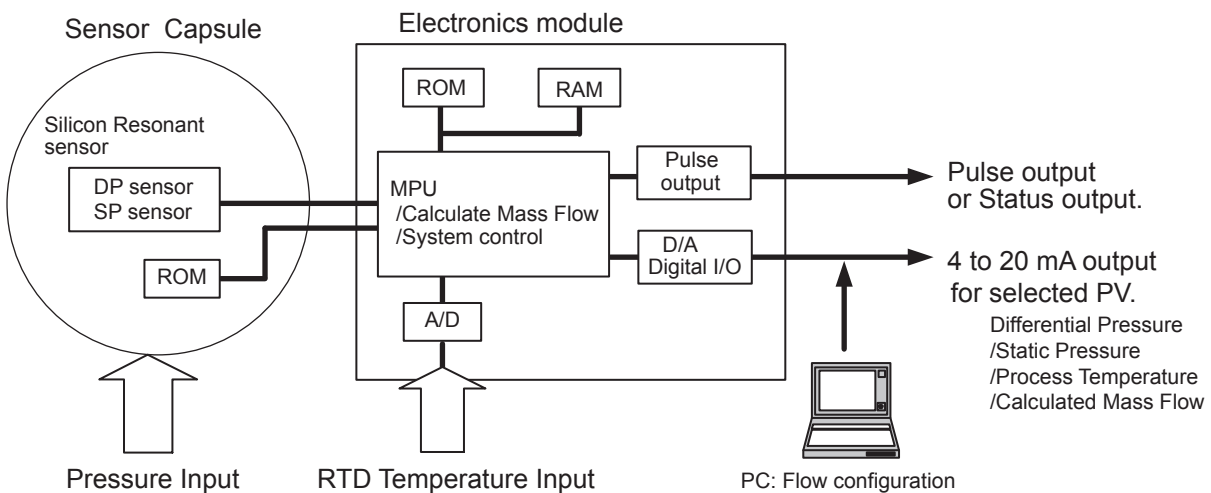 Sensor Capsule
Electronics module
ROM
RAM
Silicon Resonant
sensor
DP sensor
SP sensor
ROM
MPU
/Calculate Mass Flow
/System control
Pulse
output
D/A
Digital I/O
A/D
Pulse output
or Status output.
4 to 20 mA output
for selected PV.
Differential Pressure
/Static Pressure
/Process Temperature
/Calculated Mass Flow
Pressure Input
RTD Temperature Input
PC: Flow configuration